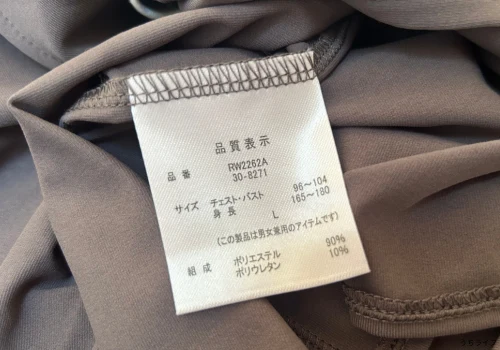 品質表示
品番 RW2262A
30-8271
サイズ チェスト・バスト 96～104
身長 L 165～180
(この製品は男女兼用のアイテムです)
組成 ポリエステル 90%
ポリウレタン 10%